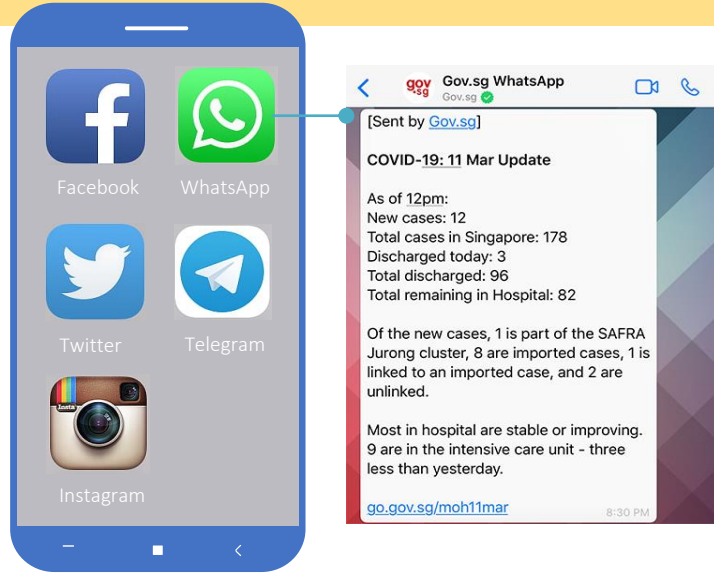 Facebook
WhatsApp
Twitter
Telegram
Insta
Instagram
gov
.sg
Gov.sg WhatsApp
Gov.sg
[Sent by Gov.sg]
COVID-19: 11 Mar Update
As of 12pm:
New cases: 12
Total cases in Singapore: 178
Discharged today: 3
Total discharged: 96
Total remaining in Hospital: 82
Of the new cases, 1 is part of the SAFRA
Jurong cluster, 8 are imported cases, 1 is
linked to an imported case, and 2 are
unlinked.
Most in hospital are stable or improving.
9 are in the intensive care unit - three
less than yesterday.
go.gov.sg/moh11mar
8:30 PM